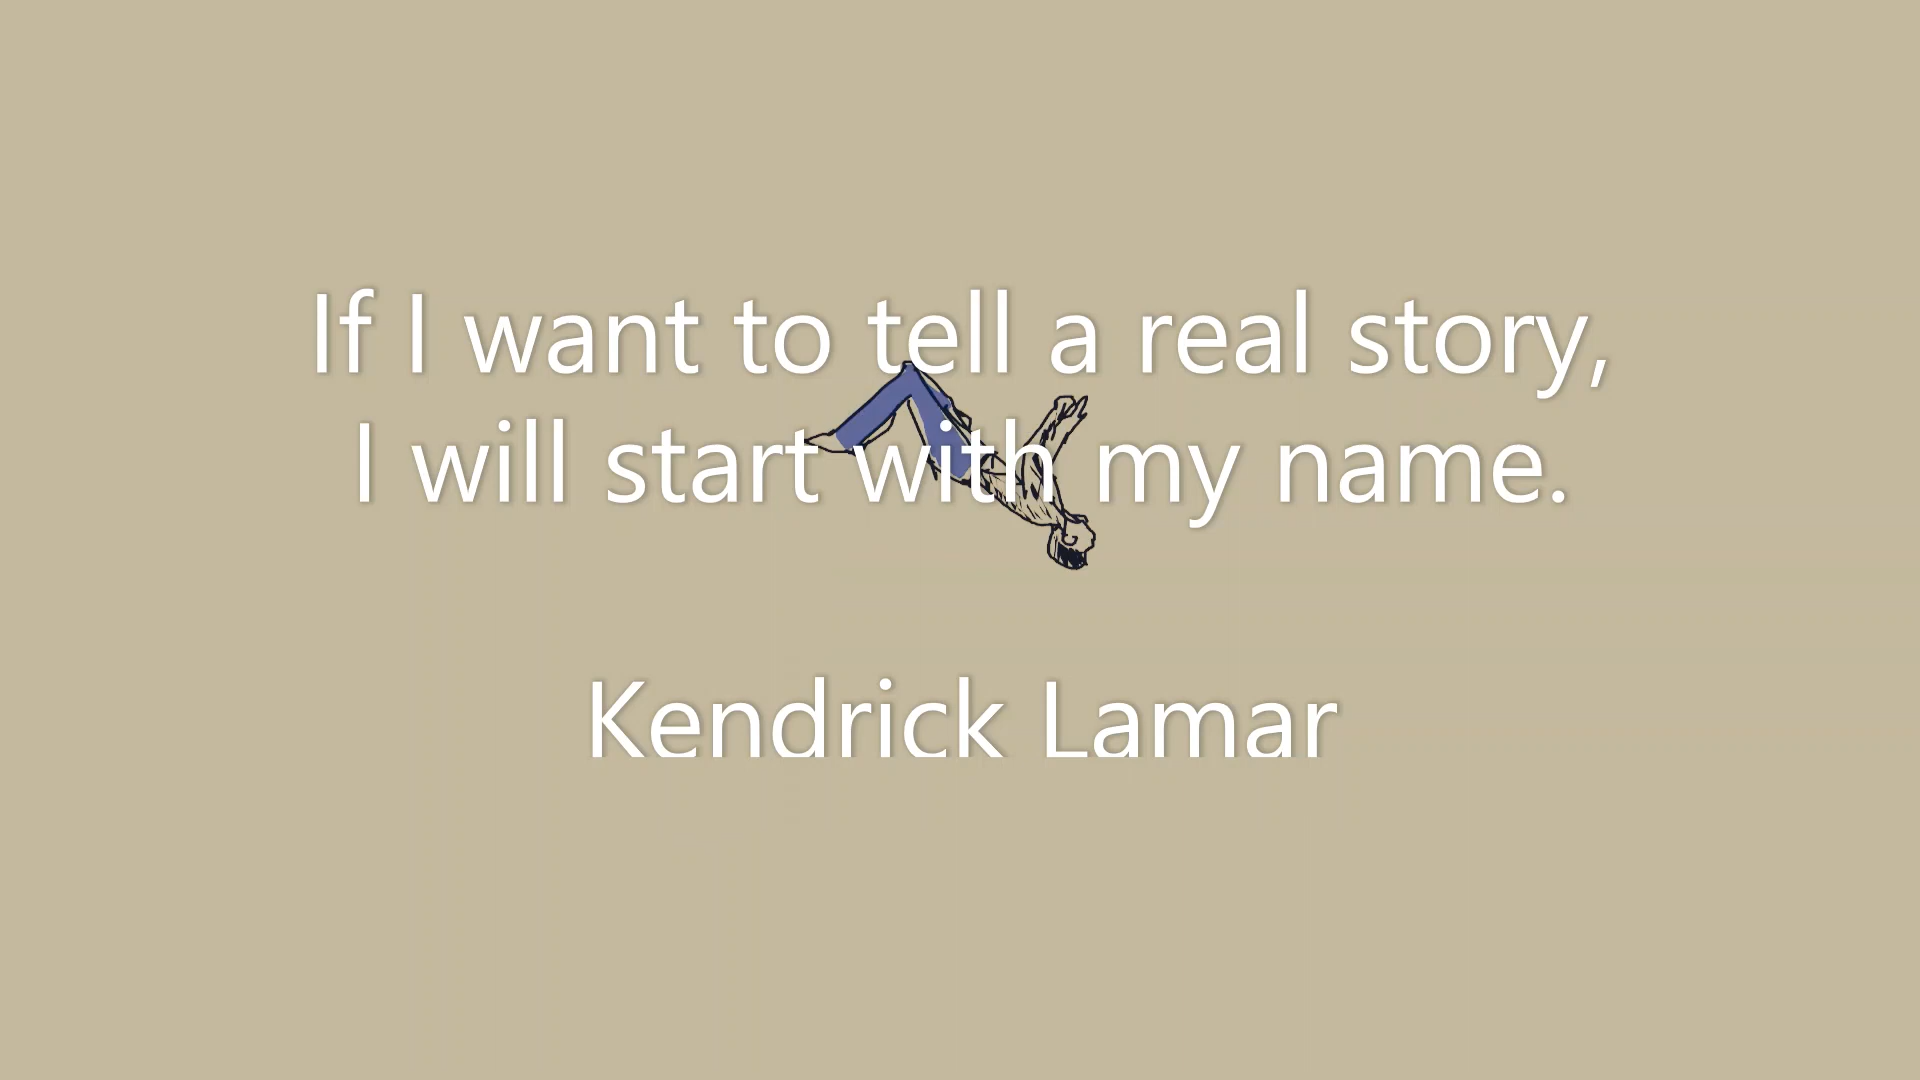 If I want to tell a real story,
I will start with my name.
Kendrick Lamar